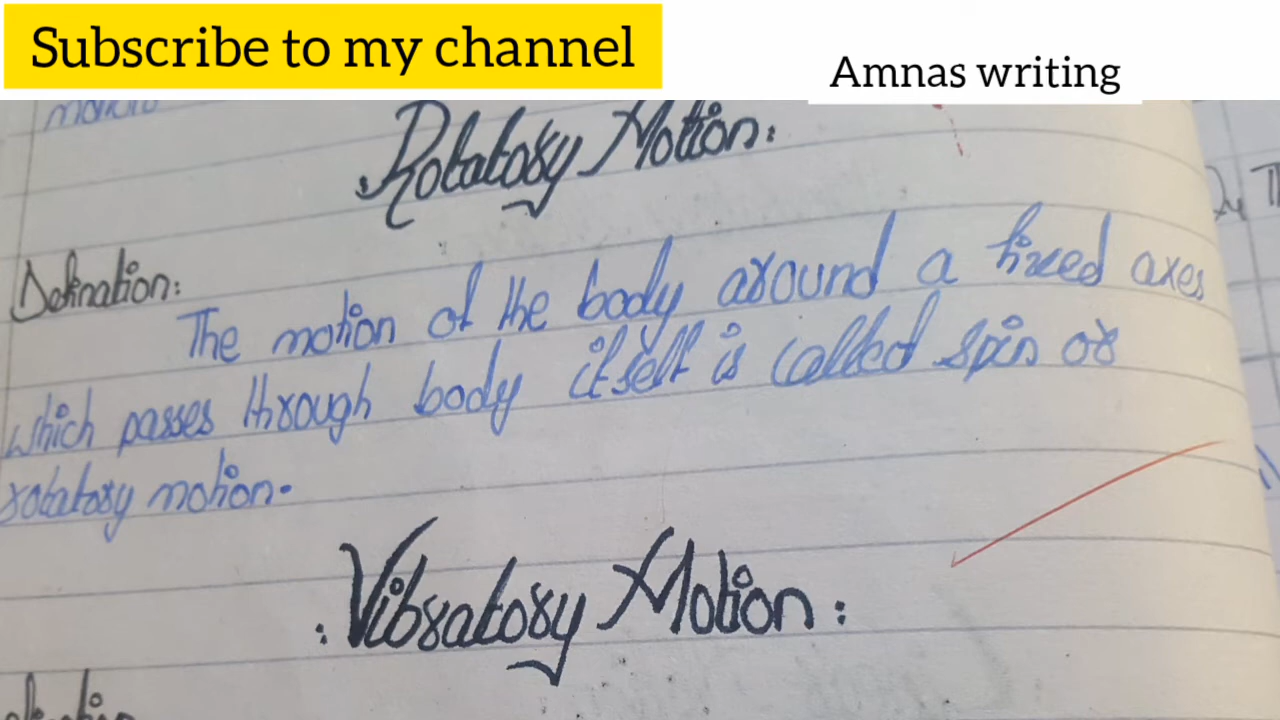 Subscribe to my channel
Amnas writing
Rotatory Motion:
Defination:
The motion of the body around a fixed axes
which passes through body itself is called spin or
rotatory motion.
: Vibratory Motion: